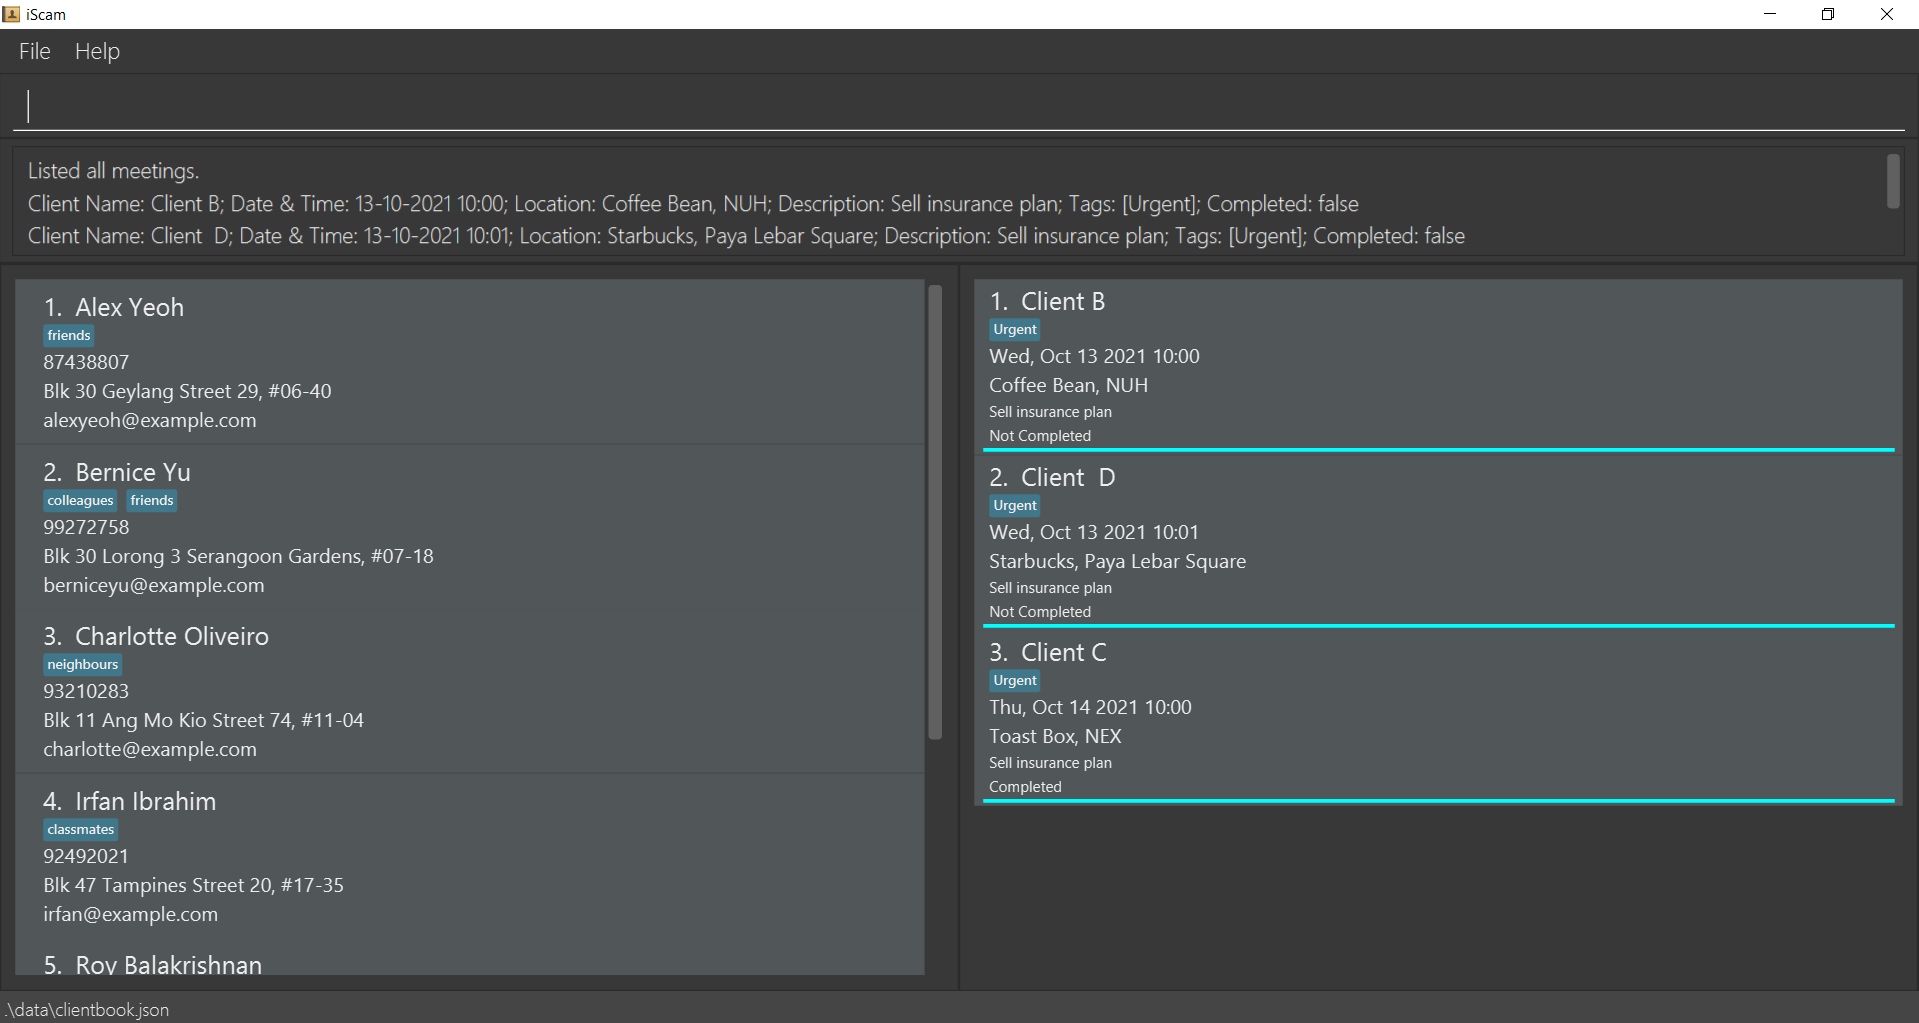 iScam
File Help
Listed all meetings.
Client Name: Client B; Date & Time: 13-10-2021 10:00; Location: Coffee Bean, NUH; Description: Sell insurance plan; Tags: [Urgent]; Completed: false
Client Name: Client  D; Date & Time: 13-10-2021 10:01; Location: Starbucks, Paya Lebar Square; Description: Sell insurance plan; Tags: [Urgent]; Completed: false
1. Alex Yeoh
friends
87438807
Blk 30 Geylang Street 29, #06-40
alexyeoh@example.com
2. Bernice Yu
colleagues friends
99272758
Blk 30 Lorong 3 Serangoon Gardens, #07-18
berniceyu@example.com
3. Charlotte Oliveiro
neighbours
93210283
Blk 11 Ang Mo Kio Street 74, #11-04
charlotte@example.com
4. Irfan Ibrahim
classmates
92492021
Blk 47 Tampines Street 20, #17-35
irfan@example.com
5. Roy Balakrishnan
1. Client B
Urgent
Wed, Oct 13 2021 10:00
Coffee Bean, NUH
Sell insurance plan
Not Completed
2. Client  D
Urgent
Wed, Oct 13 2021 10:01
Starbucks, Paya Lebar Square
Sell insurance plan
Not Completed
3. Client C
Urgent
Thu, Oct 14 2021 10:00
Toast Box, NEX
Sell insurance plan
Completed
.\data\clientbook.json